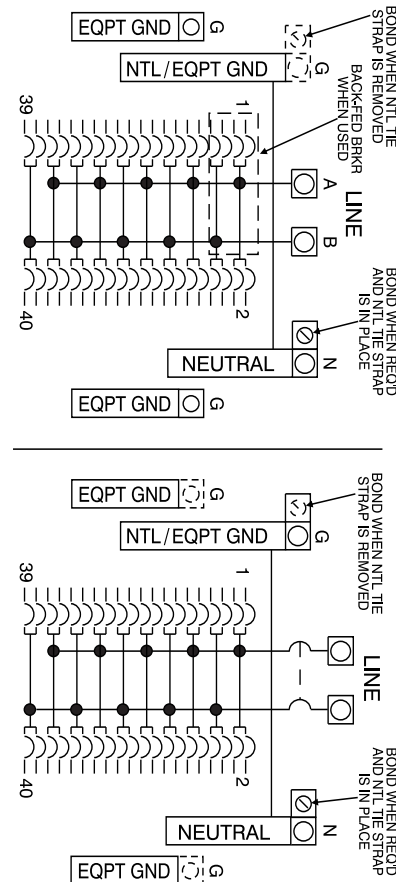 EQPT GND G
BOND WHEN NTL TIE
STRAP IS REMOVED
NTL/EQPT GND G
BACK-FED BRKR
WHEN USED
39 1
A
LINE
B
40 2
BOND WHEN REQ'D
AND NTL TIE STRAP
IS IN PLACE
NEUTRAL N
EQPT GND G
EQPT GND G
BOND WHEN NTL TIE
STRAP IS REMOVED
NTL/EQPT GND G
39 1
LINE
40 2
BOND WHEN REQ'D
AND NTL TIE STRAP
IS IN PLACE
NEUTRAL N
EQPT GND G